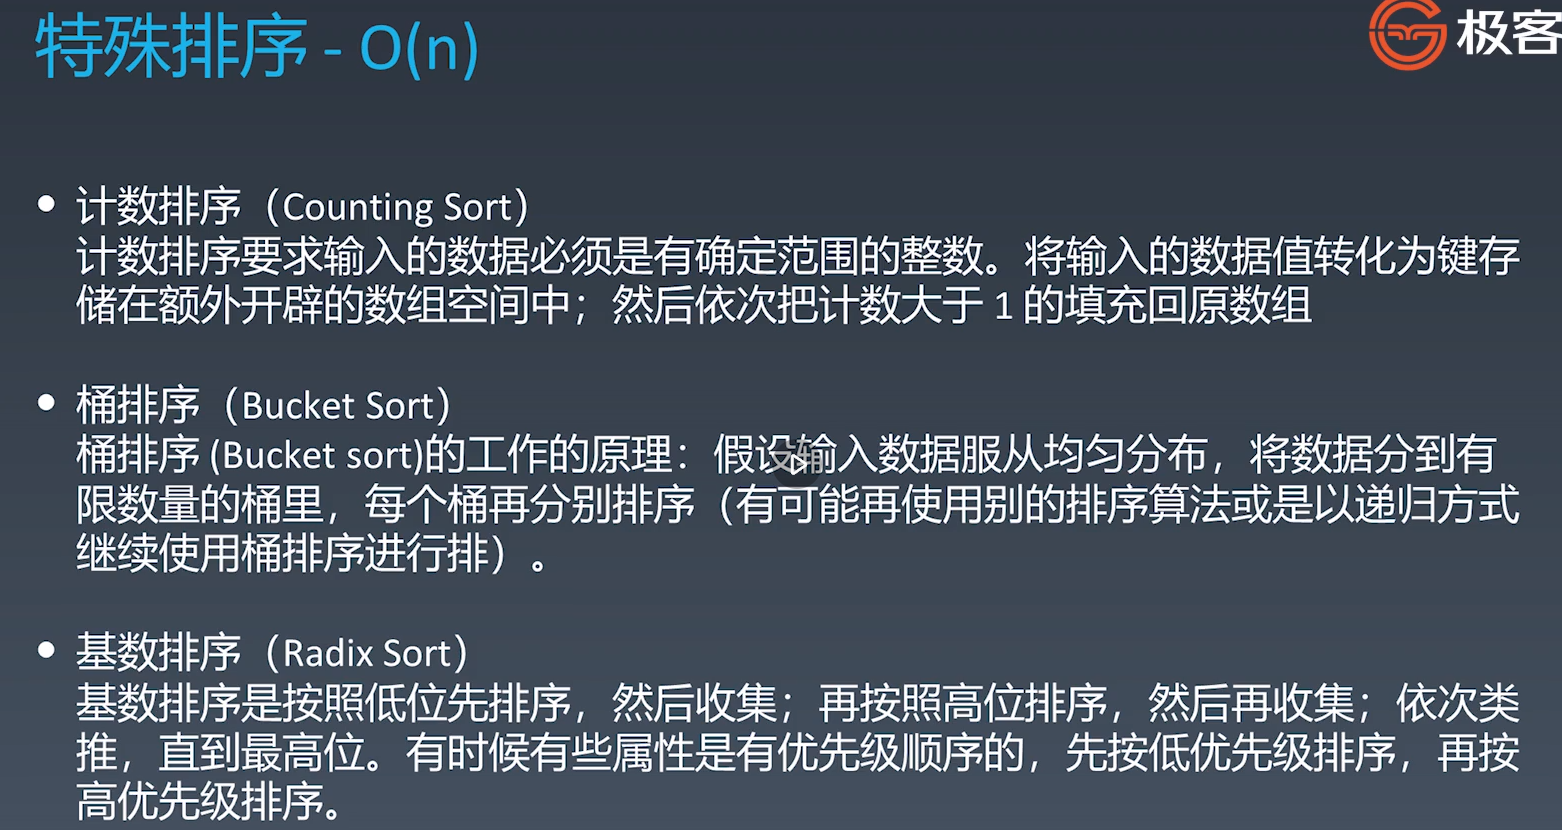 特殊排序 - O(n)
极客
• 计数排序（Counting Sort）
计数排序要求输入的数据必须是有确定范围的整数。将输入的数据值转化为键存
储在额外开辟的数组空间中；然后依次把计数大于 1 的填充回原数组
• 桶排序（Bucket Sort）
桶排序 (Bucket sort)的工作的原理：假设输入数据服从均匀分布，将数据分到有
限数量的桶里，每个桶再分别排序（有可能再使用别的排序算法或是以递归方式
继续使用桶排序进行排）。
• 基数排序（Radix Sort）
基数排序是按照低位先排序，然后收集；再按照高位排序，然后再收集；依次类
推，直到最高位。有时候有些属性是有优先级顺序的，先按低优先级排序，再按
高优先级排序。